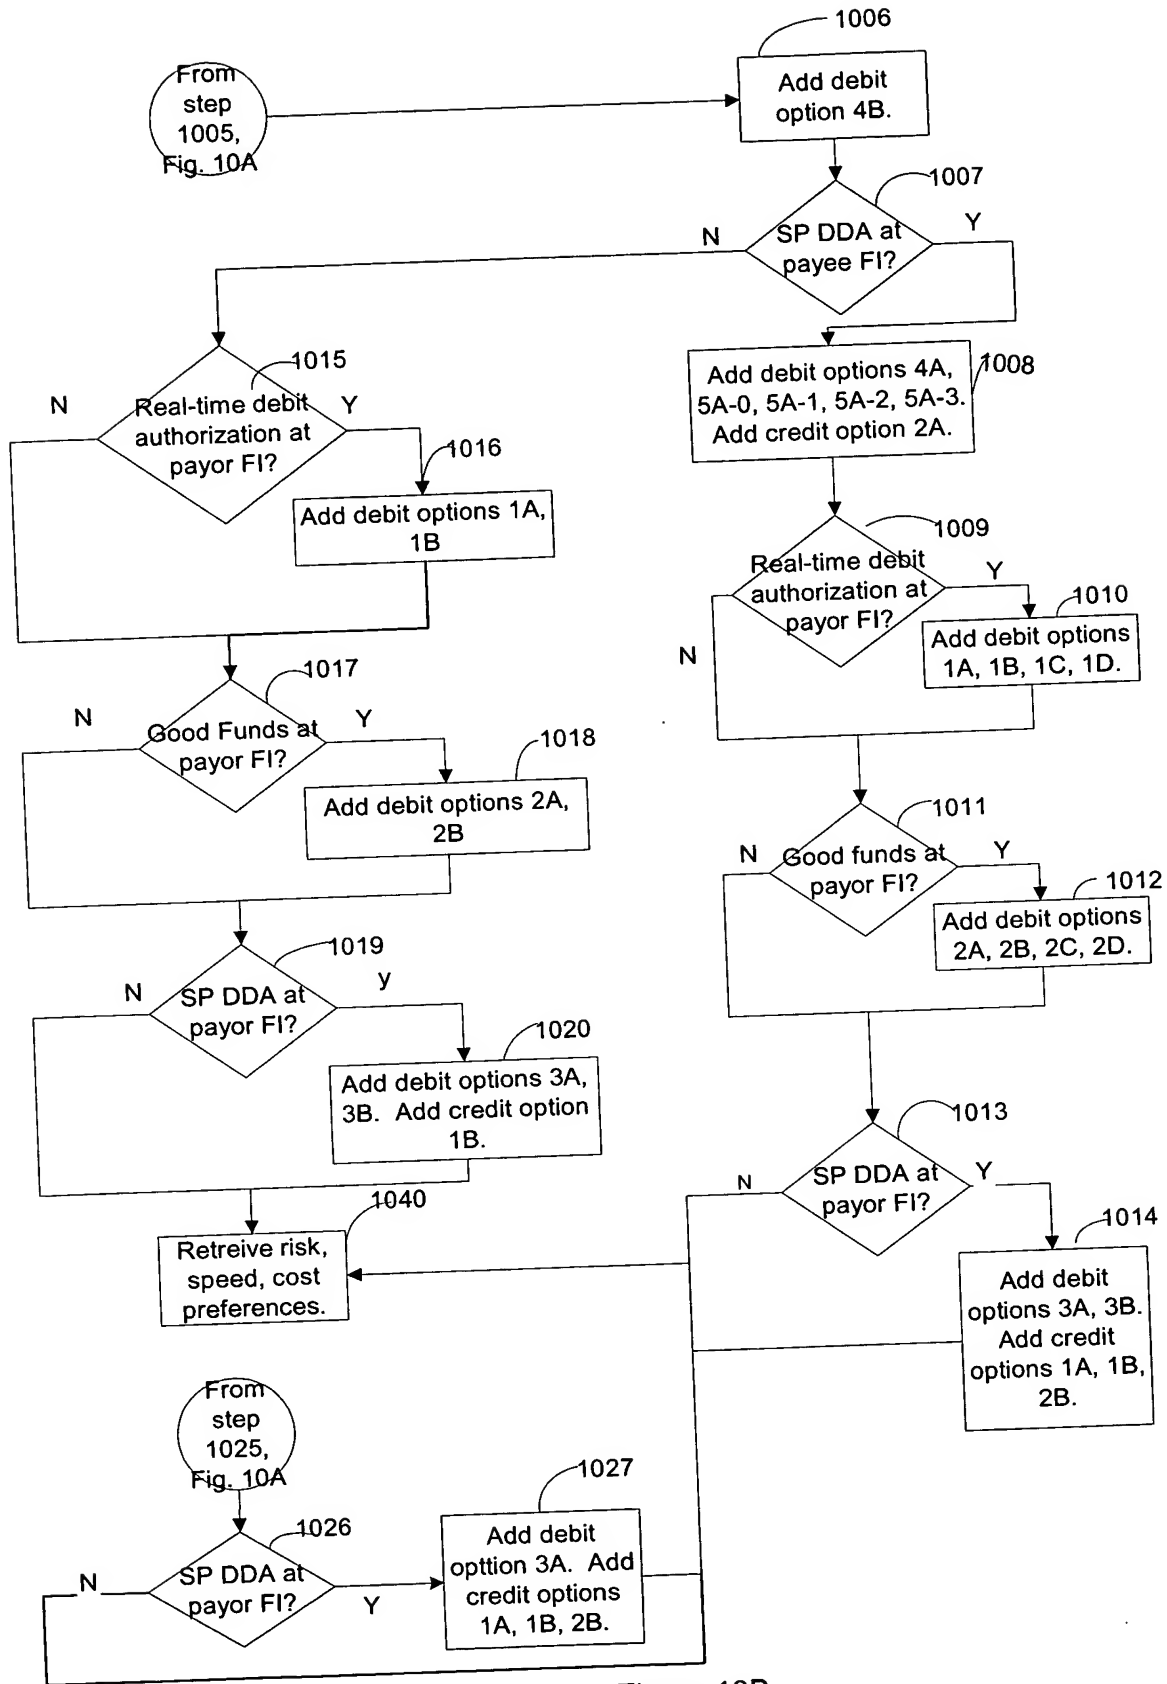 1006
From
step
1005,
Fig. 10A
Add debit
option 4B.
1007
N
SP DDA at
payee FI?
Y
1015
N
Real-time debit
authorization at
payor FI?
Y
1008
Add debit options 4A,
5A-0, 5A-1, 5A-2, 5A-3.
Add credit option 2A.
1016
Add debit options 1A,
1B
1009
Real-time debit
authorization at
payor FI?
Y
N
1010
Add debit options
1A, 1B, 1C, 1D.
1017
N
Good Funds at
payor FI?
Y
1018
Add debit options 2A,
2B
1011
N
Good funds at
payor FI?
Y
1012
Add debit options
2A, 2B, 2C, 2D.
1019
N
SP DDA at
payor FI?
y
1020
Add debit options 3A,
3B. Add credit option
1B.
1013
N
SP DDA at
payor FI?
Y
1040
Retreive risk,
speed, cost
preferences.
1014
Add debit
options 3A, 3B.
Add credit
options 1A, 1B,
2B.
From
step
1025,
Fig. 10A
1026
N
SP DDA at
payor FI?
Y
1027
Add debit
opttion 3A. Add
credit options
1A, 1B, 2B.